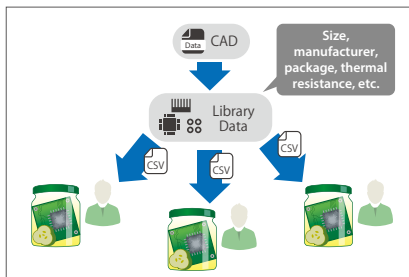 Data
CAD
Size,
manufacturer,
package, thermal
resistance, etc.
Library
Data
CSV
CSV
CSV